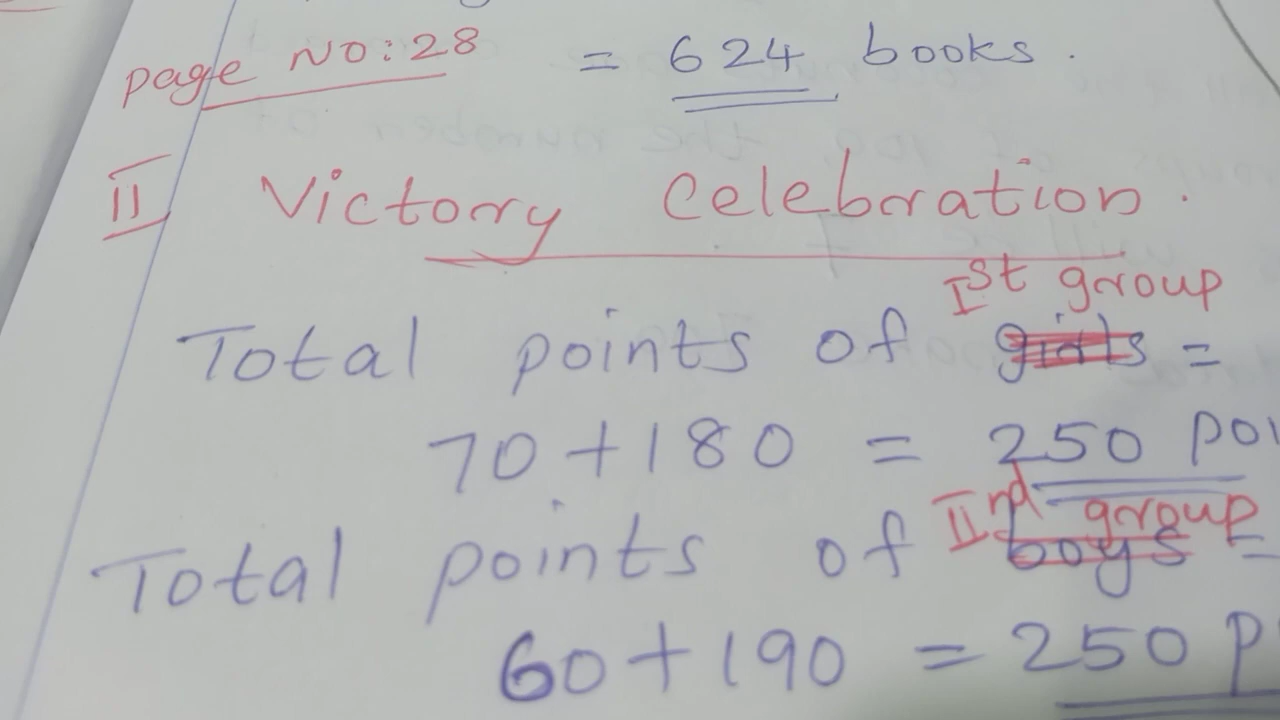 page No: 28 = 624 books.
II Victory Celebration.
Ist group
Total points of girls =
70 + 180 = 250 poi
IInd group
Total points of boys =
60 + 190 = 250 p